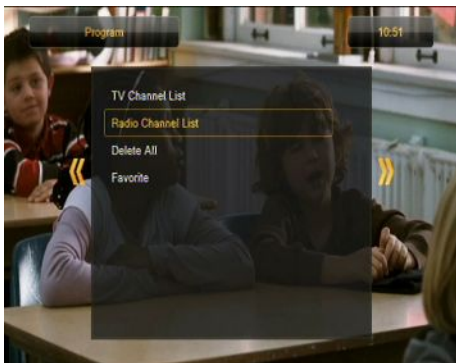 Program
10:51
TV Channel List
Radio Channel List
Delete All
Favorite